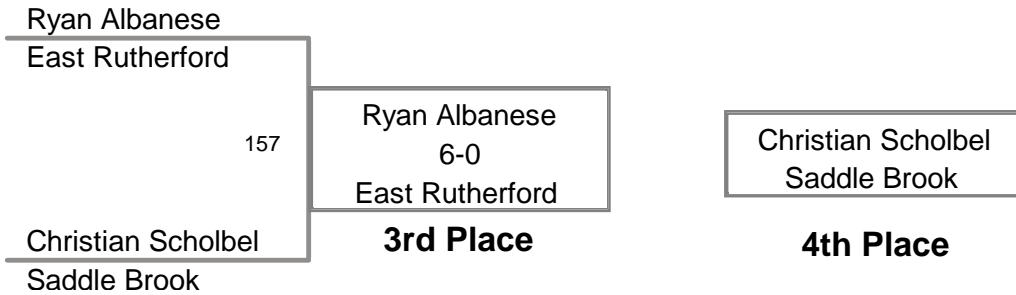 Ryan Albanese
East Rutherford
157
Ryan Albanese
6-0
East Rutherford
3rd Place
Christian Scholbel
Saddle Brook
Christian Scholbel
Saddle Brook
4th Place